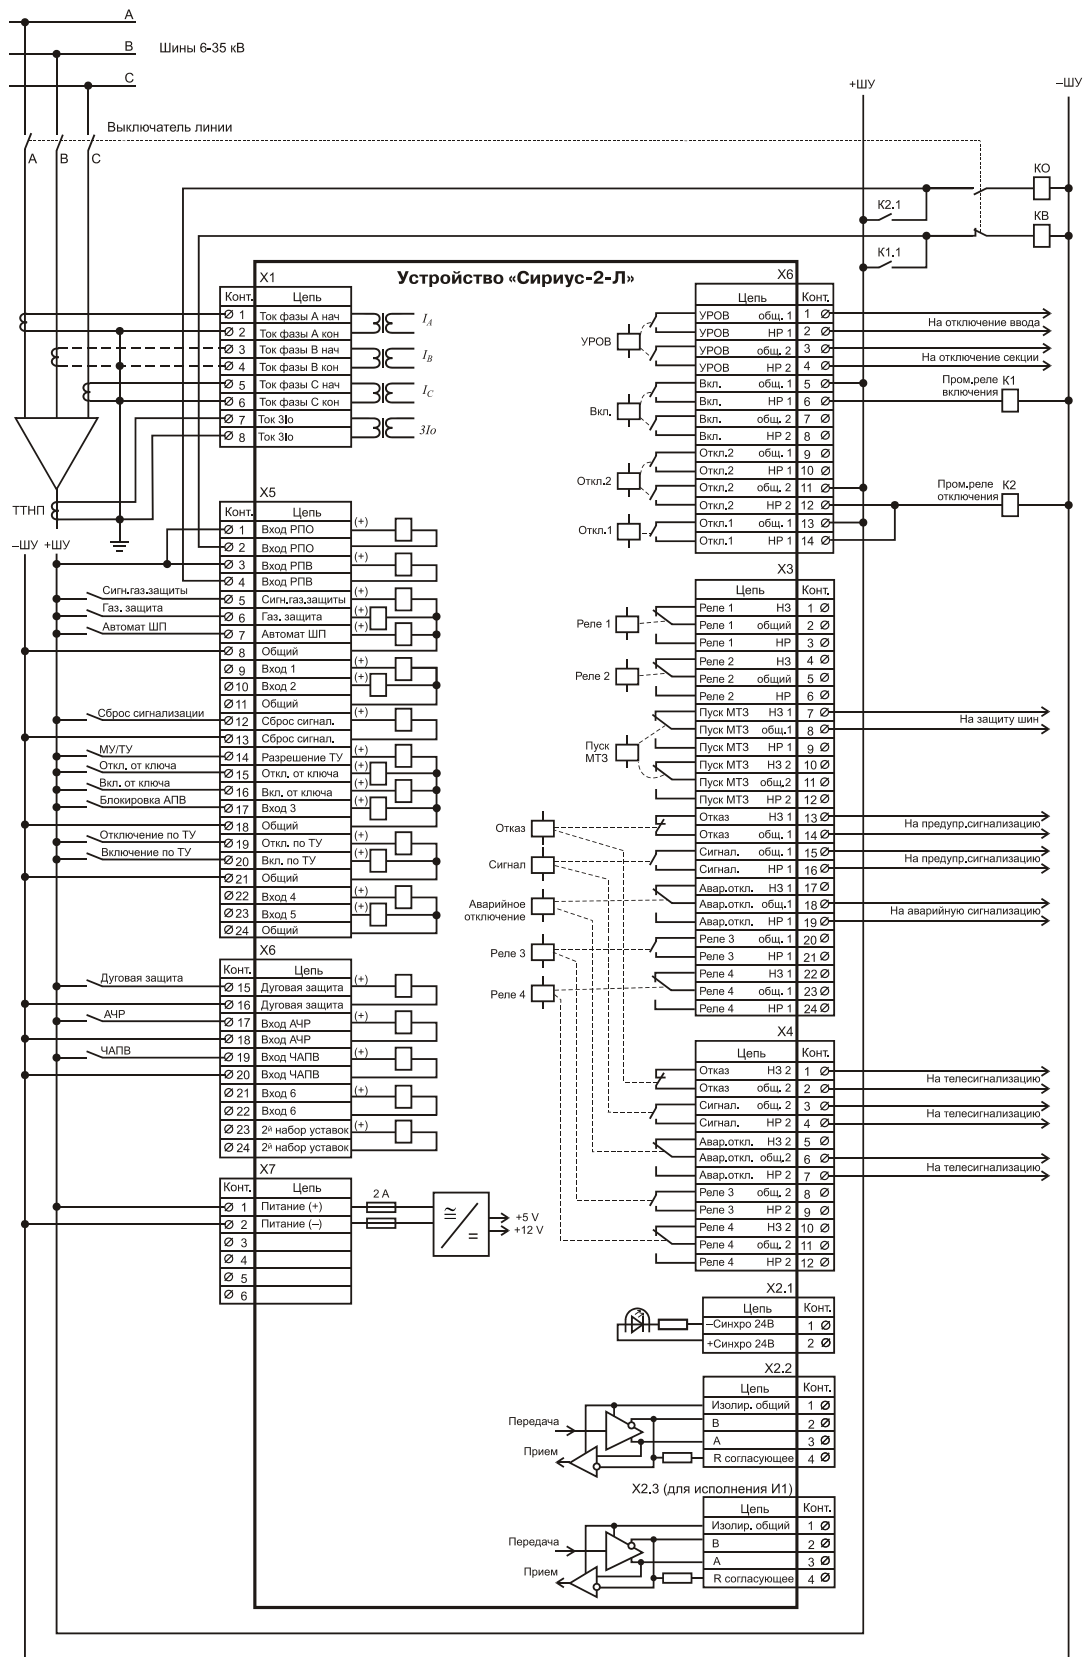 A
B
Шины 6-35 кВ
C
+ШУ
–ШУ
Выключатель линии
A B C
КО
К2.1
КВ
К1.1
Устройство «Сириус-2-Л»
X1
Конт. Цепь
1 Ток фазы А нач
2 Ток фазы А кон
3 Ток фазы В нач
4 Ток фазы В кон
5 Ток фазы С нач
6 Ток фазы С кон
7 Ток 3Io
8 Ток 3Io
IA
IB
IC
3Io
ТТНП
–ШУ +ШУ
X5
Конт. Цепь
1 Вход РПО (+)
2 Вход РПО
3 Вход РПВ (+)
4 Вход РПВ
Сигн.газ.защиты 5 Сигн.газ.защиты (+)
Газ. защита 6 Газ. защита (+)
Автомат ШП 7 Автомат ШП (+)
8 Общий
9 Вход 1 (+)
10 Вход 2 (+)
11 Общий
Сброс сигнализации 12 Сброс сигнал. (+)
13 Сброс сигнал.
МУ/ТУ 14 Разрешение ТУ (+)
Откл. от ключа 15 Откл. от ключа (+)
Вкл. от ключа 16 Вкл. от ключа (+)
Блокировка АПВ 17 Вход 3 (+)
18 Общий
Отключение по ТУ 19 Откл. по ТУ (+)
Включение по ТУ 20 Вкл. по ТУ (+)
21 Общий
22 Вход 4 (+)
23 Вход 5 (+)
24 Общий
X6
Конт. Цепь
Дуговая защита 15 Дуговая защита (+)
16 Дуговая защита
АЧР 17 Вход АЧР (+)
18 Вход АЧР
ЧАПВ 19 Вход ЧАПВ (+)
20 Вход ЧАПВ
21 Вход 6 (+)
22 Вход 6
23 2й набор уставок (+)
24 2й набор уставок
X7
Конт. Цепь
1 Питание (+) 2 А
2 Питание (–)
3
4
5
6
≅
=
+5 V
+12 V
X6
Цепь Конт.
УРОВ
УРОВ общ. 1 1
УРОВ НР 1 2
На отключение ввода
УРОВ общ. 2 3
УРОВ НР 2 4
На отключение секции
Вкл.
Вкл. общ. 1 5
Вкл. НР 1 6
Пром.реле включения К1
Вкл. общ. 2 7
Вкл. НР 2 8
Откл.2
Откл.2 общ. 1 9
Откл.2 НР 1 10
Откл.2 общ. 2 11
Откл.2 НР 2 12
Пром.реле отключения К2
Откл.1
Откл.1 общ. 1 13
Откл.1 НР 1 14
X3
Цепь Конт.
Реле 1
Реле 1 НЗ 1
Реле 1 общий 2
Реле 1 НР 3
Реле 2
Реле 2 НЗ 4
Реле 2 общий 5
Реле 2 НР 6
Пуск МТЗ
Пуск МТЗ НЗ 1 7
Пуск МТЗ общ.1 8
На защиту шин
Пуск МТЗ НР 1 9
Пуск МТЗ НЗ 2 10
Пуск МТЗ общ.2 11
Пуск МТЗ НР 2 12
Отказ
Отказ НЗ 1 13
Отказ общ. 1 14
На предупр.сигнализацию
Сигнал
Сигнал. общ. 1 15
Сигнал. НР 1 16
На предупр.сигнализацию
Аварийное отключение
Авар.откл. НЗ 1 17
Авар.откл. общ.1 18
Авар.откл. НР 1 19
На аварийную сигнализацию
Реле 3
Реле 3 общ. 1 20
Реле 3 НР 1 21
Реле 4
Реле 4 НЗ 1 22
Реле 4 общ. 1 23
Реле 4 НР 1 24
X4
Цепь Конт.
Отказ НЗ 2 1
Отказ общ. 2 2
На телесигнализацию
Сигнал. общ. 2 3
Сигнал. НР 2 4
На телесигнализацию
Авар.откл. НЗ 2 5
Авар.откл. общ.2 6
Авар.откл. НР 2 7
На телесигнализацию
Реле 3 общ. 2 8
Реле 3 НР 2 9
Реле 4 НЗ 2 10
Реле 4 общ. 2 11
Реле 4 НР 2 12
X2.1
Цепь Конт.
–Синхро 24В 1
+Синхро 24В 2
X2.2
Цепь Конт.
Изолир. общий 1
Передача
В 2
А 3
Прием
R согласующее 4
X2.3 (для исполнения И1)
Цепь Конт.
Изолир. общий 1
Передача
В 2
А 3
Прием
R согласующее 4